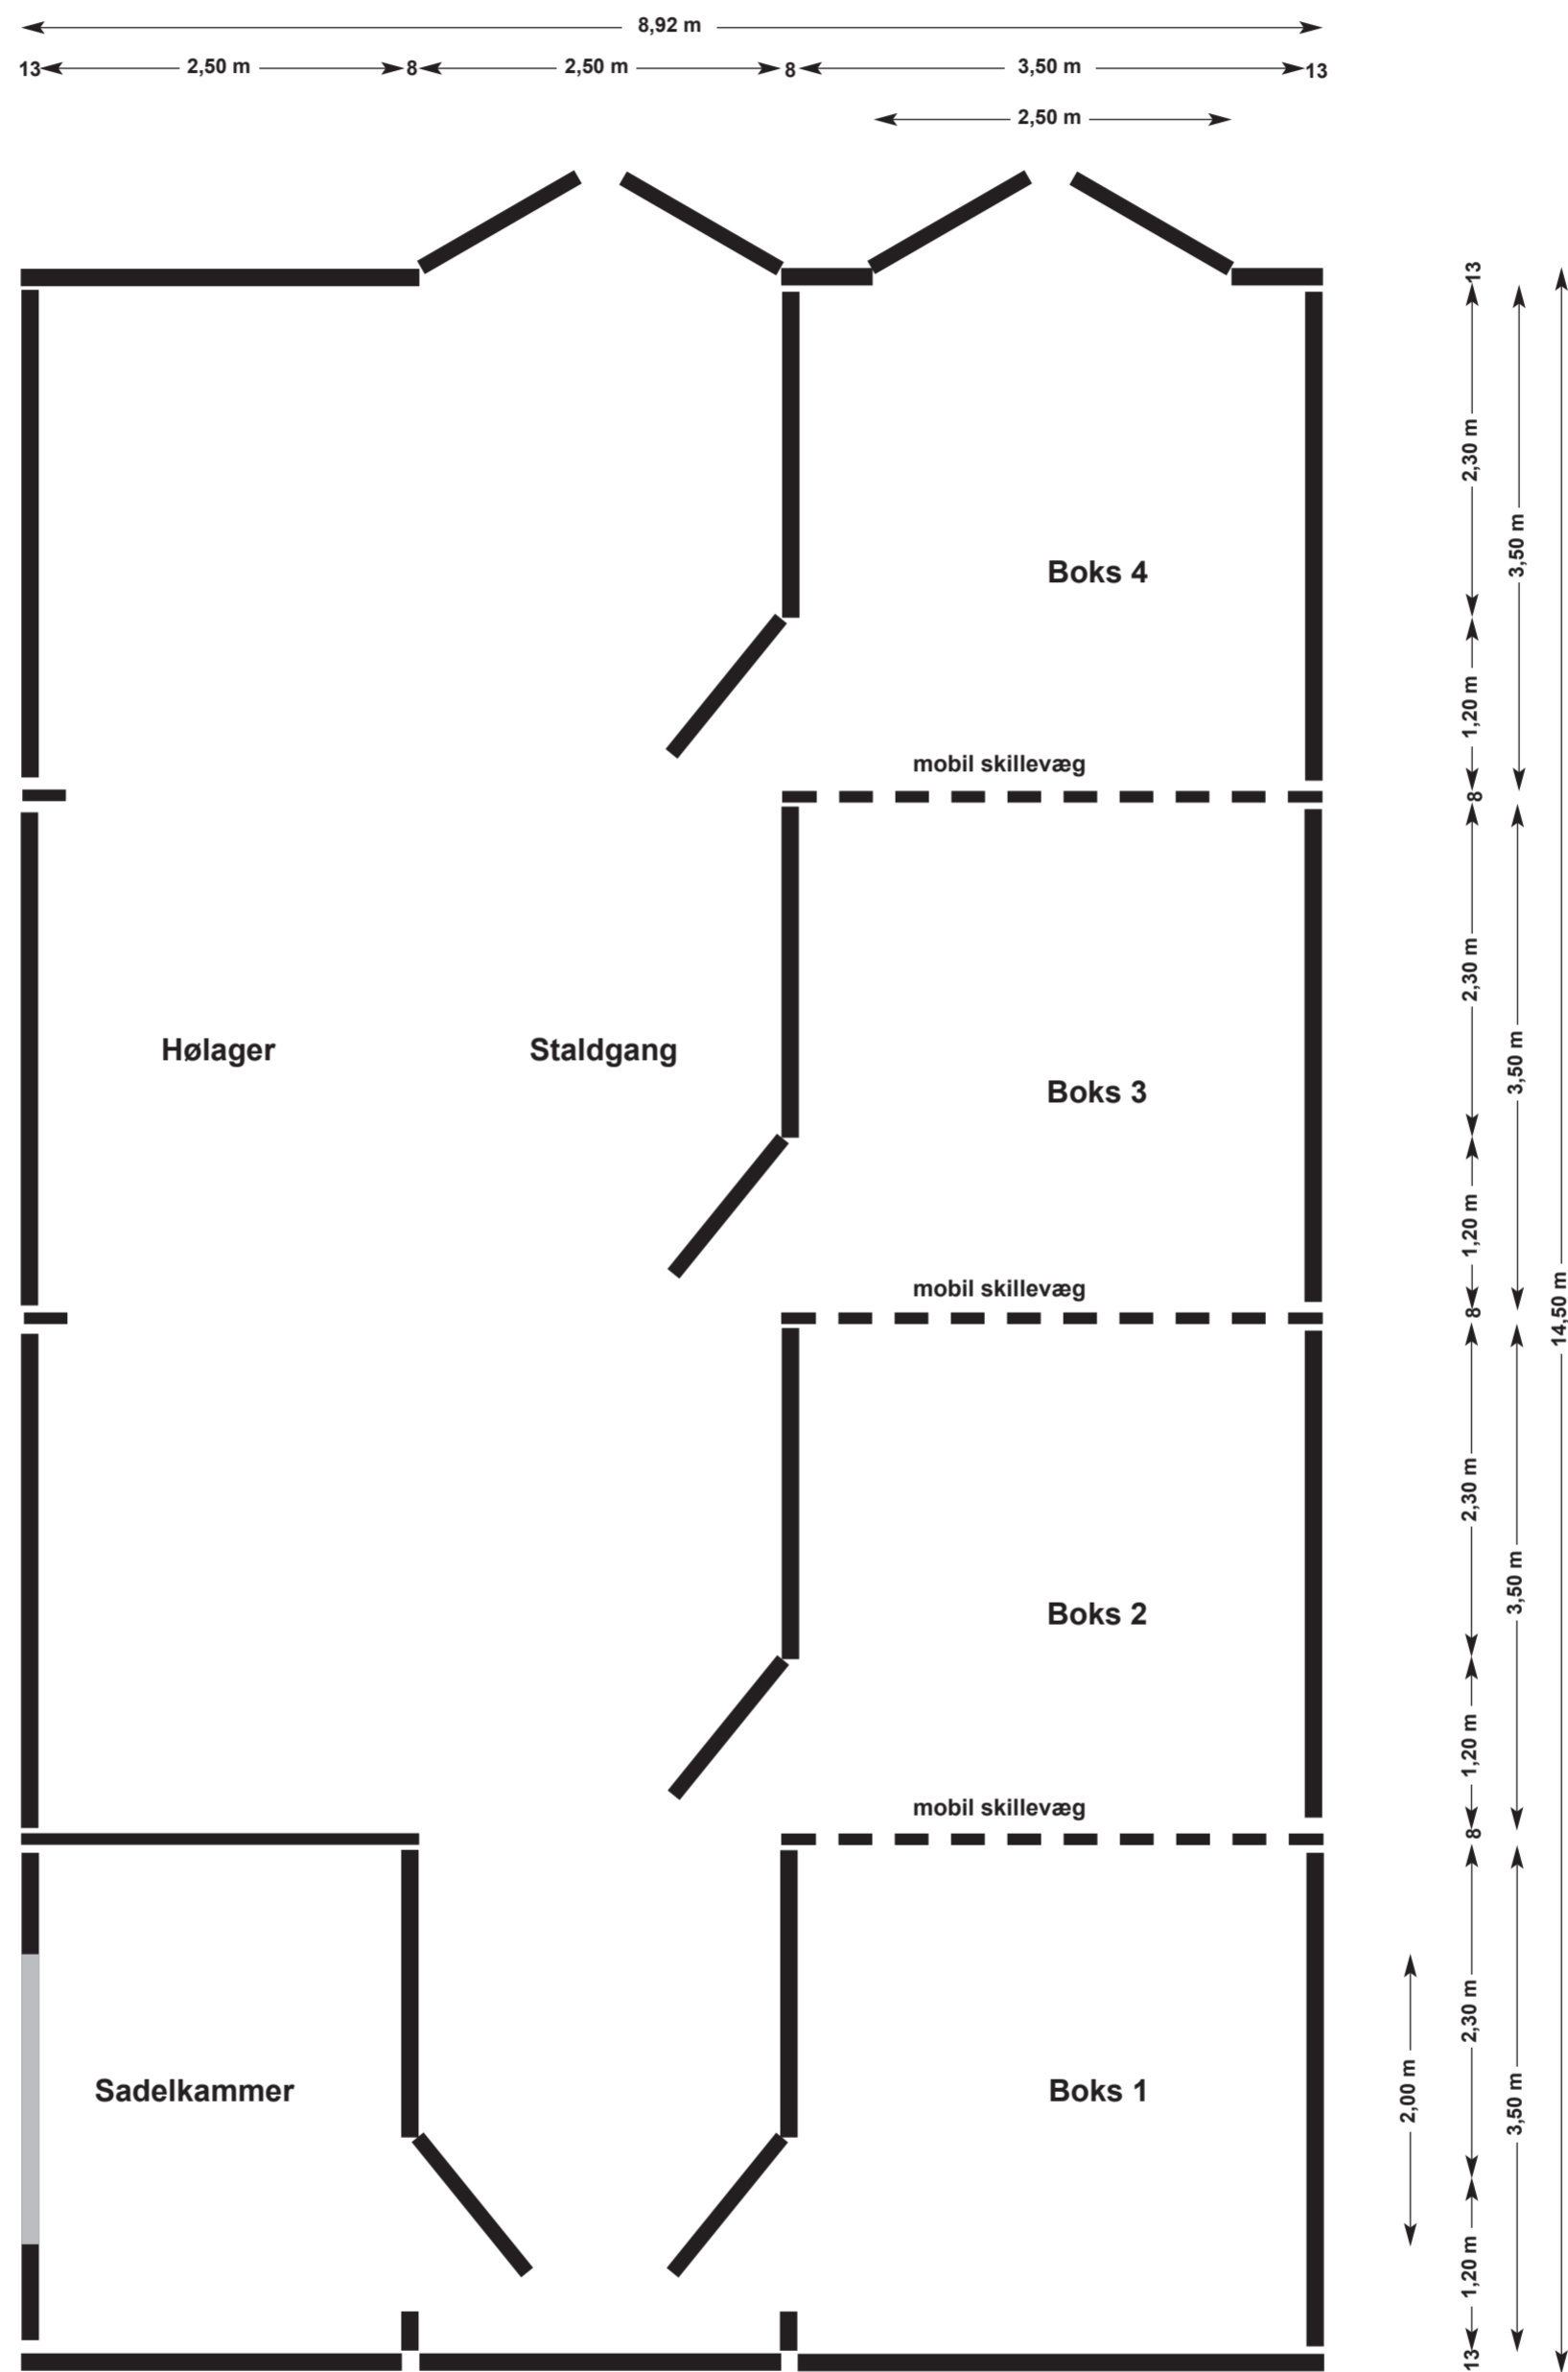 8,92 m
13 2,50 m 8 2,50 m 8 3,50 m 13
2,50 m
13
2,30 m
3,50 m
Boks 4
1,20 m
mobil skillevæg
8
2,30 m
Hølager Staldgang
3,50 m
Boks 3
1,20 m
mobil skillevæg
8
14,50 m
2,30 m
3,50 m
Boks 2
1,20 m
mobil skillevæg
8
2,30 m
Sadelkammer Boks 1
2,00 m
3,50 m
1,20 m
13